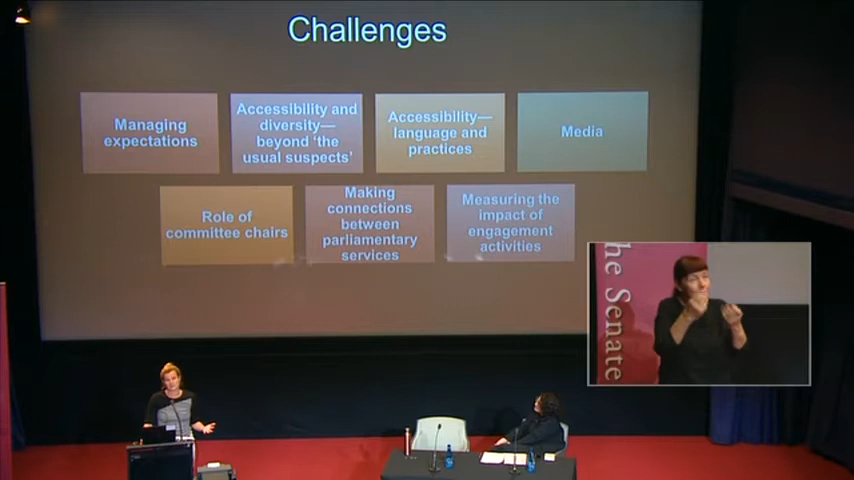 Challenges
Managing
expectations
Accessibility and
diversity—
beyond ‘the
usual suspects’
Accessibility—
language and
practices
Media
Role of
committee chairs
Making
connections
between
parliamentary
services
Measuring the
impact of
engagement
activities
he Senate